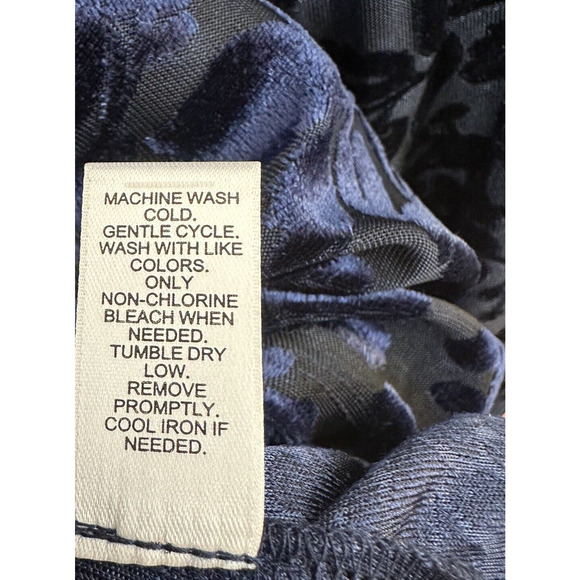 MACHINE WASH
COLD.
GENTLE CYCLE.
WASH WITH LIKE
COLORS.
ONLY
NON-CHLORINE
BLEACH WHEN
NEEDED.
TUMBLE DRY
LOW.
REMOVE
PROMPTLY.
COOL IRON IF
NEEDED.